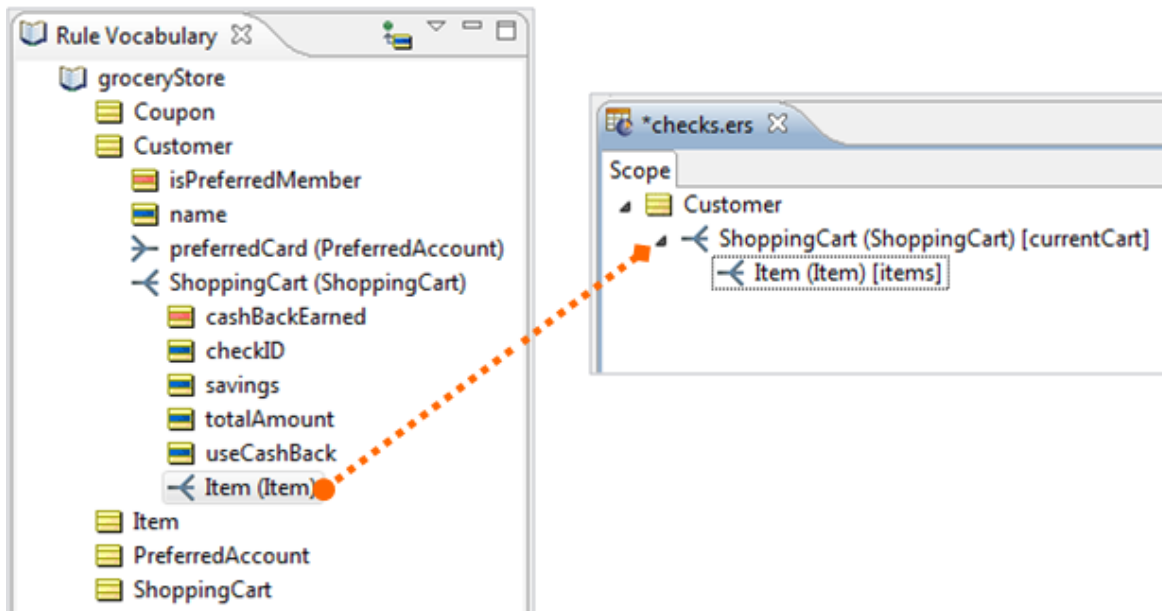 Rule Vocabulary
groceryStore
Coupon
Customer
isPreferredMember
name
preferredCard (PreferredAccount)
ShoppingCart (ShoppingCart)
cashBackEarned
checkID
savings
totalAmount
useCashBack
Item (Item)
Item
PreferredAccount
ShoppingCart
*checks.ers
Scope
Customer
ShoppingCart (ShoppingCart) [currentCart]
Item (Item) [items]